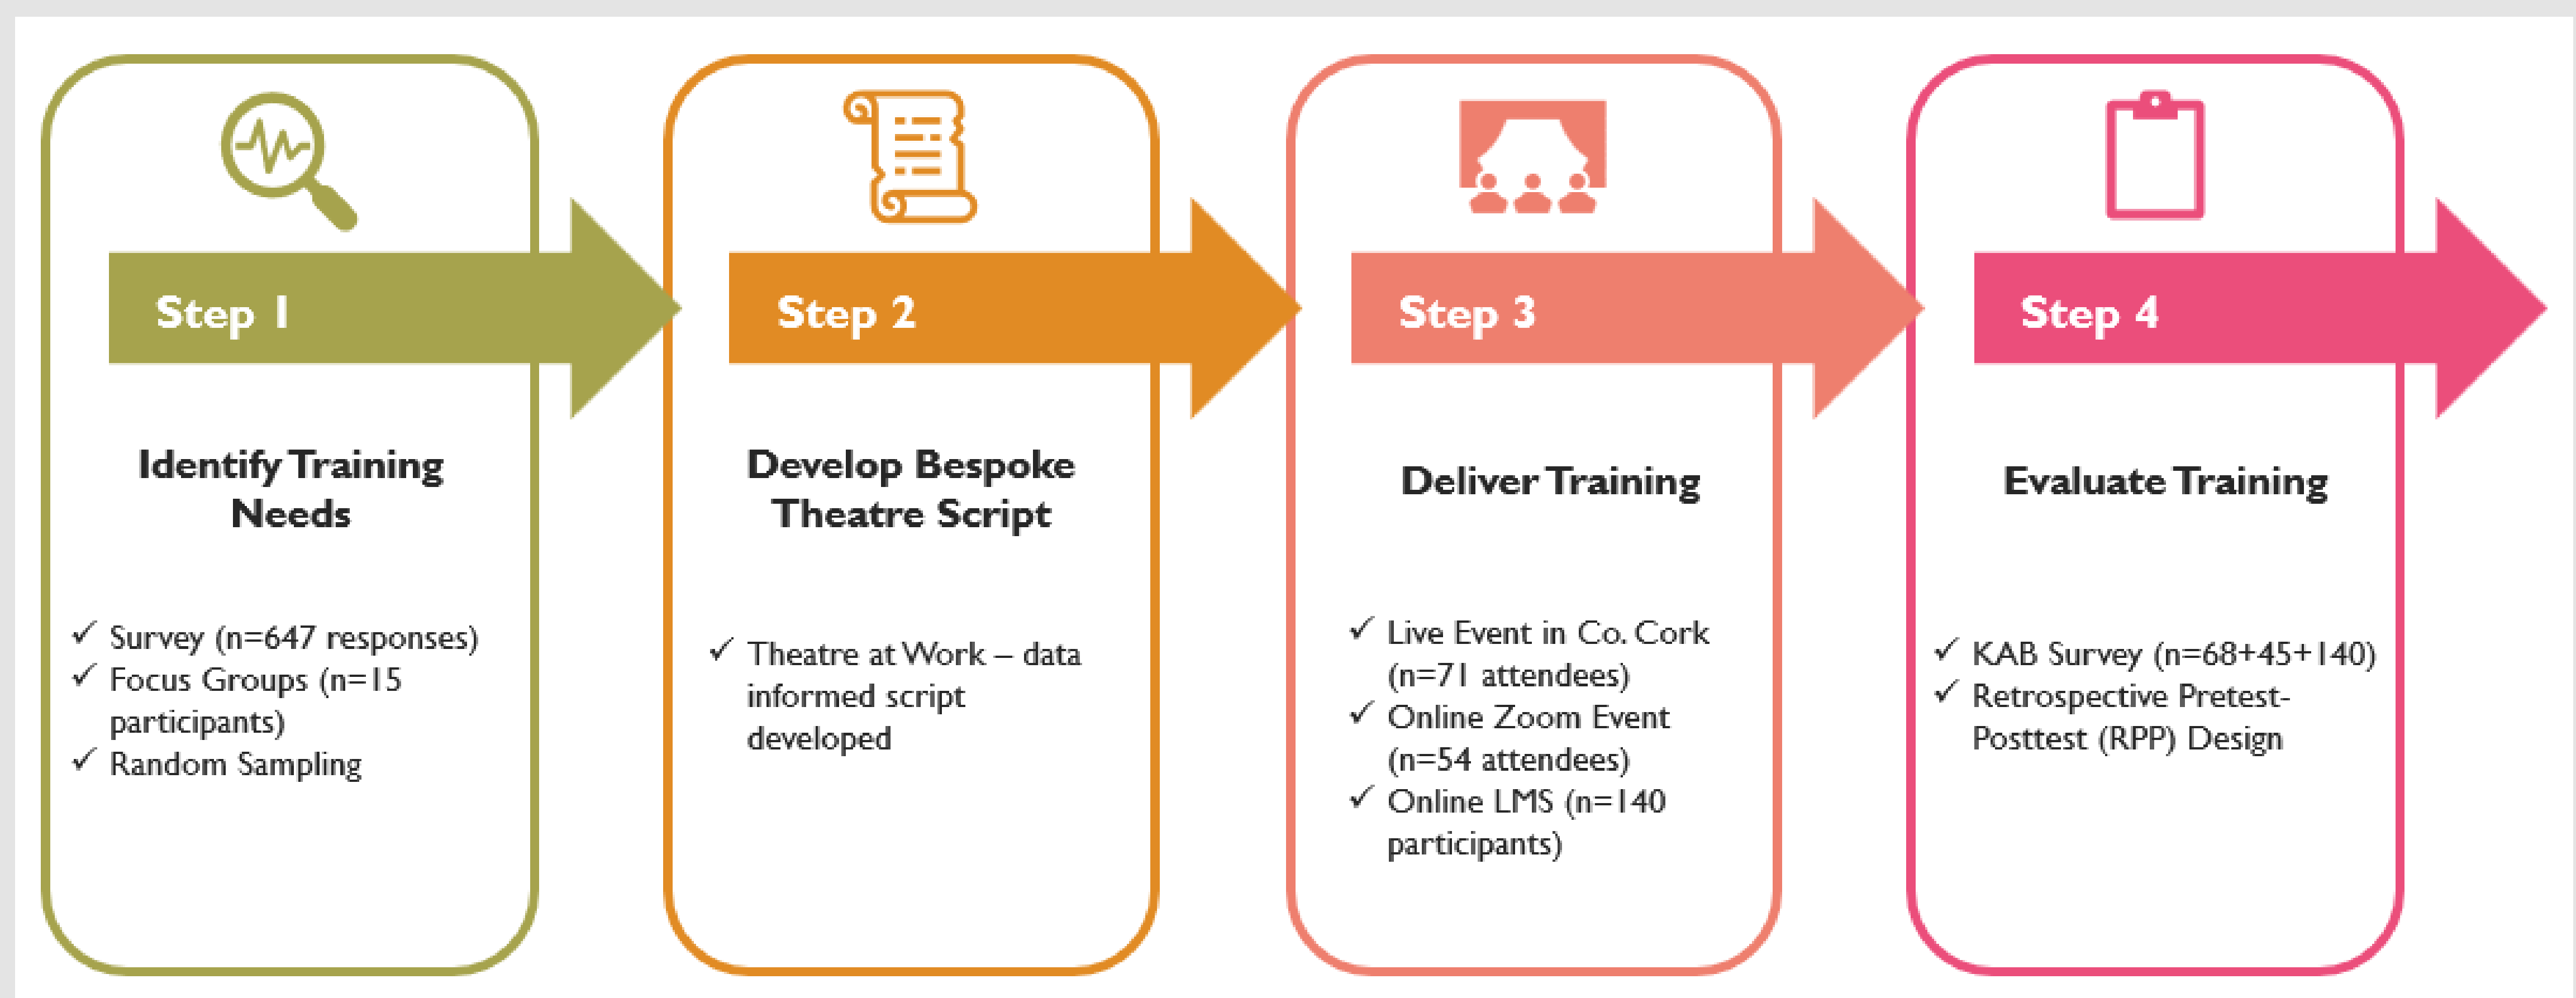 Step 1
Identify Training
Needs
✓ Survey (n=647 responses)
✓ Focus Groups (n=15
participants)
✓ Random Sampling
Step 2
Develop Bespoke
Theatre Script
✓ Theatre at Work – data
informed script
developed
Step 3
Deliver Training
✓ Live Event in Co. Cork
(n=71 attendees)
✓ Online Zoom Event
(n=54 attendees)
✓ Online LMS (n=140
participants)
Step 4
Evaluate Training
✓ KAB Survey (n=68+45+140)
✓ Retrospective Pretest-
Posttest (RPP) Design